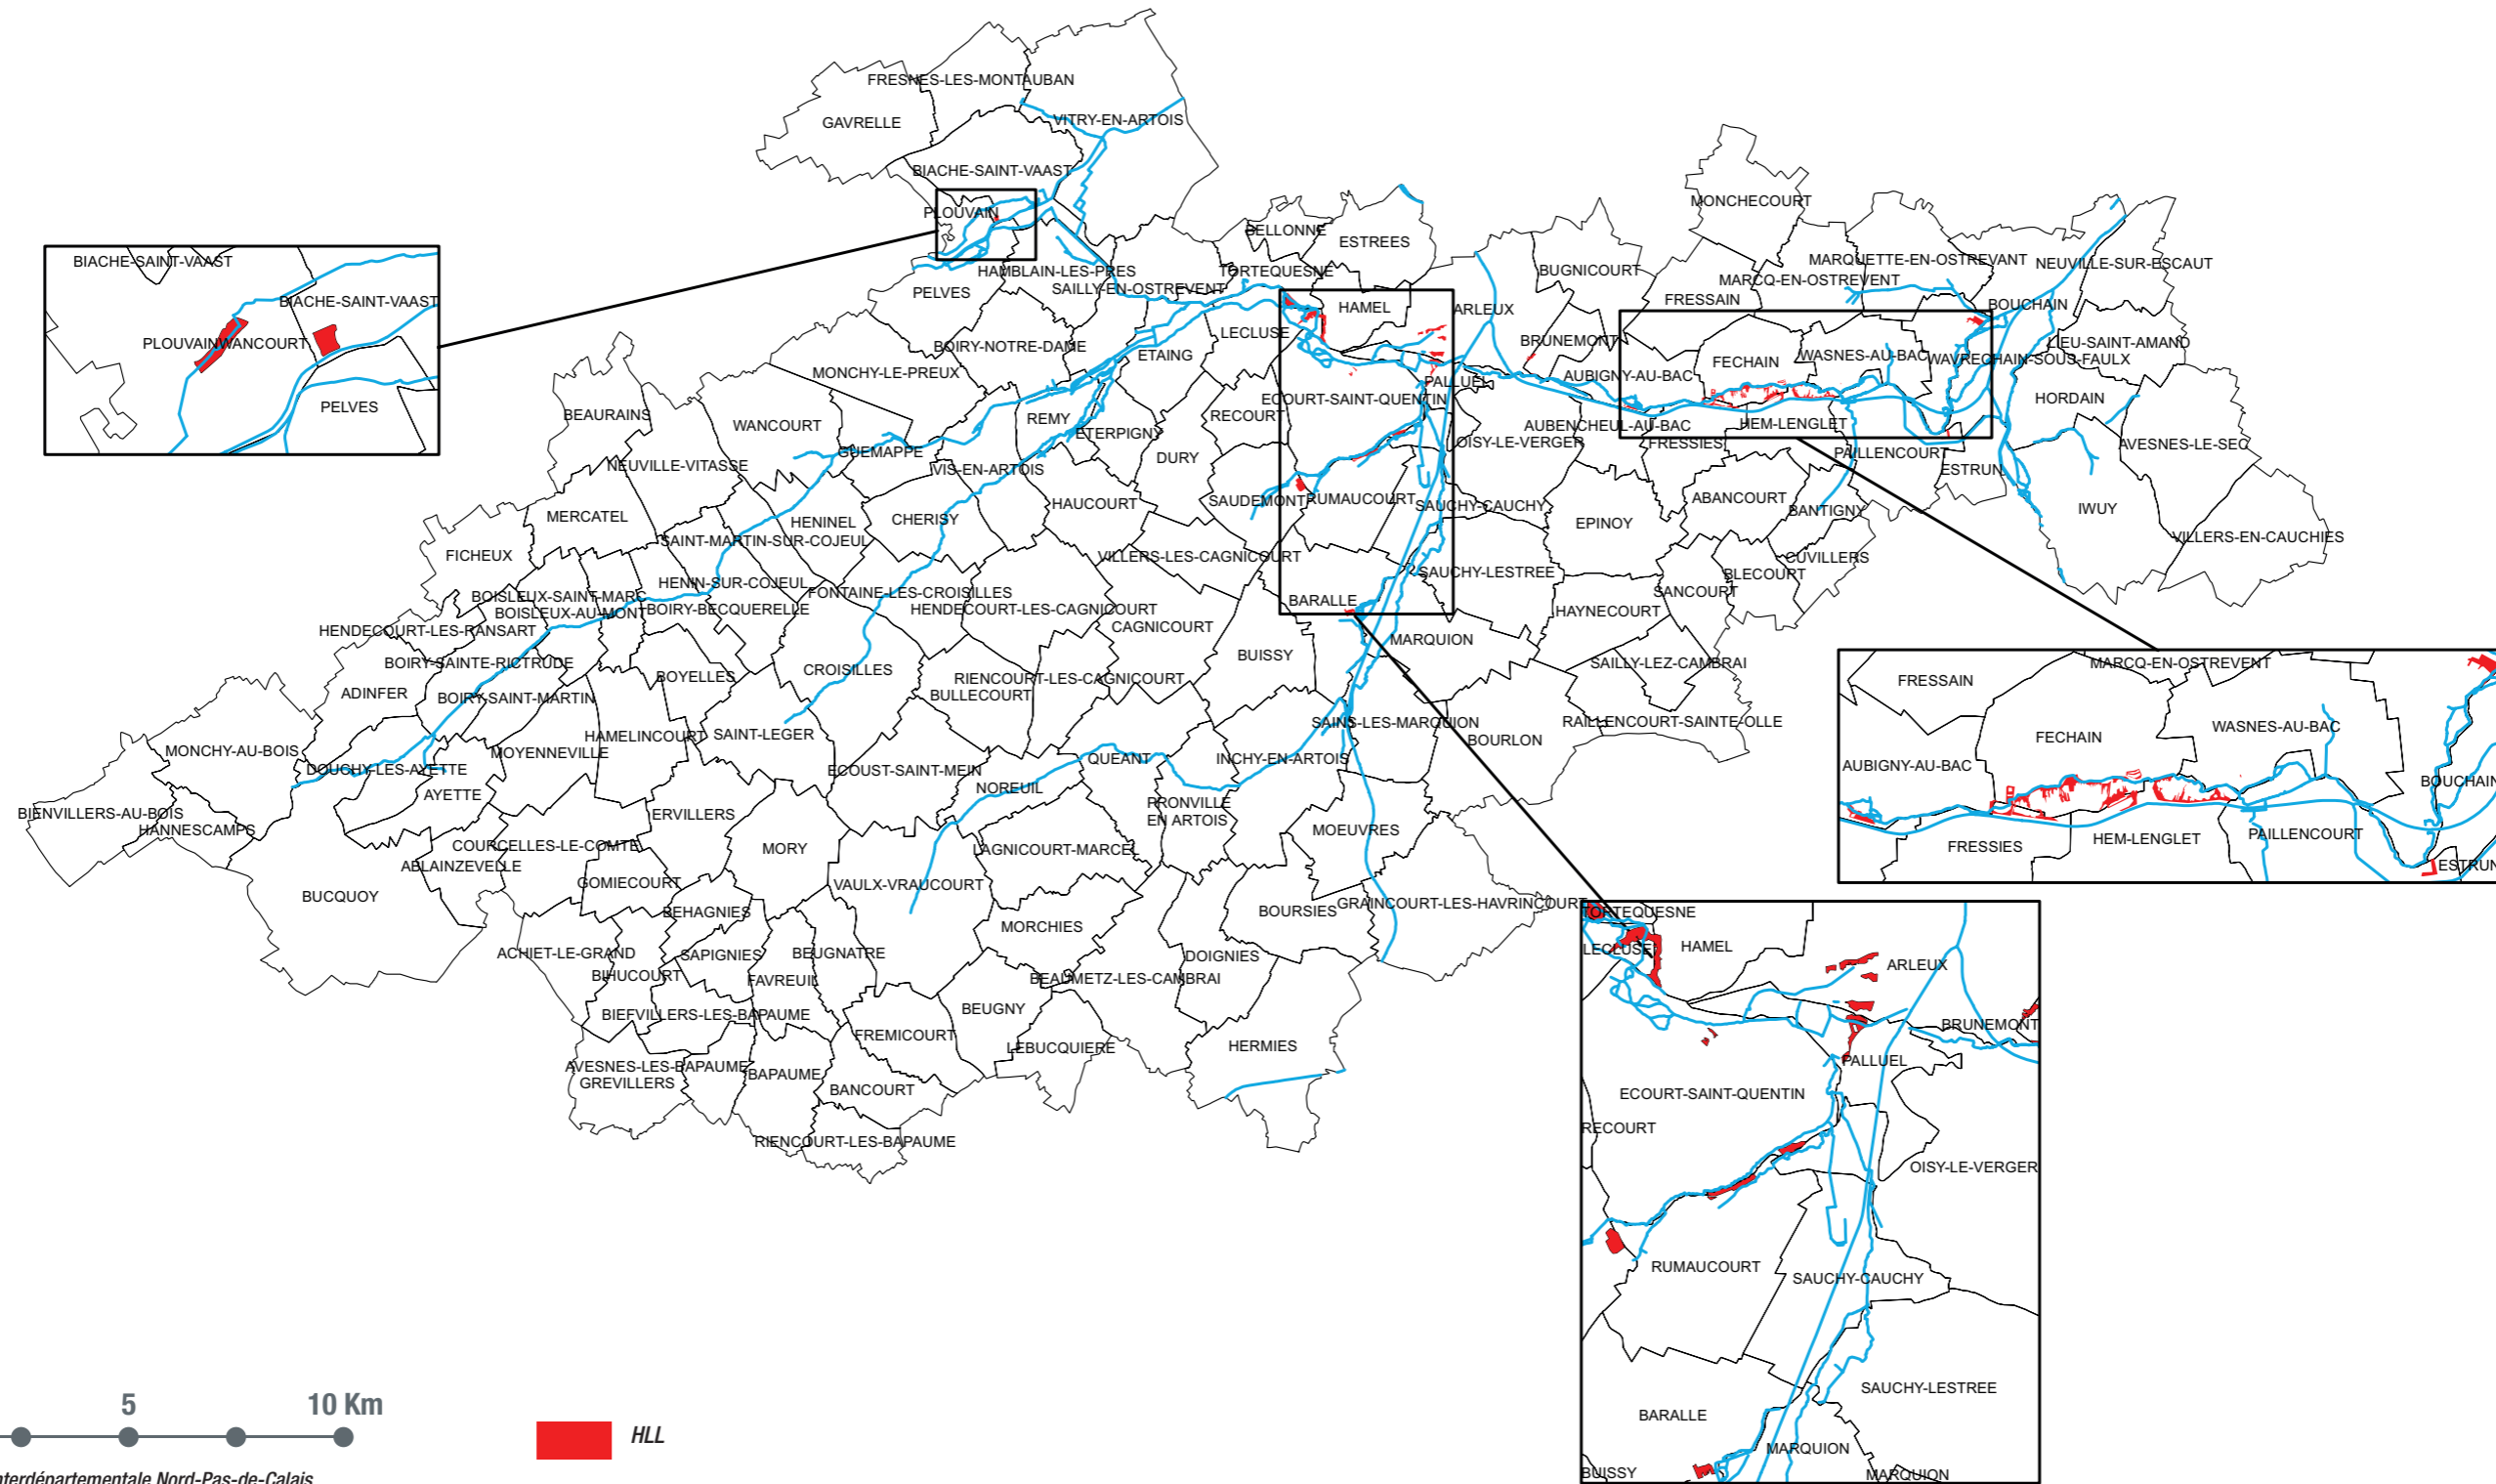 FRESNES-LES-MONTAUBAN
GAVRELLE
VITRY-EN-ARTOIS
BIACHE-SAINT-VAAST
PLOUVAIN
MONCHECOURT
BELLONNE
ESTREES
HAMBLAIN-LES-PRES
TORTEQUESNE
BUGNICOURT
MARQUETTE-EN-OSTREVANT
NEUVILLE-SUR-ESCAUT
MARCQ-EN-OSTREVENT
PELVES
SAILLY-EN-OSTREVENT
FRESSAIN
BOUCHAIN
HAMEL
ARLEUX
LECLUSE
BRUNEMONT
LIEU-SAINT-AMAND
BOIRY-NOTRE-DAME
ETAING
FECHAIN
WASNES-AU-BAC
WAVRECHAIN-SOUS-FAULX
MONCHY-LE-PREUX
PALLUEL
AUBIGNY-AU-BAC
ECOURT-SAINT-QUENTIN
HORDAIN
BEAURAINS
WANCOURT
REMY
RECOURT
AUBENCHEUL-AU-BAC
HEM-LENGLET
ETERPIGNY
OISY-LE-VERGER
FRESSIES
AVESNES-LE-SEC
GUEMAPPE
PAILLENCOURT
DURY
NEUVILLE-VITASSE
VIS-EN-ARTOIS
ESTRUN
HAUCOURT
SAUDEMONT
RUMAUCOURT
SAUCHY-CAUCHY
ABANCOURT
BANTIGNY
IWUY
MERCATEL
HENINEL
CHERISY
EPINOY
SAINT-MARTIN-SUR-COJEUL
VILLERS-EN-CAUCHIES
FICHEUX
VILLERS-LES-CAGNICOURT
CUVILLERS
SAUCHY-LESTREE
BLECOURT
HENIN-SUR-COJEUL
FONTAINE-LES-CROISILLES
SANCOURT
BOISLEUX-SAINT-MARC
BARALLE
BOISLEUX-AU-MONT
BOIRY-BECQUERELLE
HENDECOURT-LES-CAGNICOURT
HAYNECOURT
HENDECOURT-LES-RANSART
CAGNICOURT
MARQUION
BUISSY
BOIRY-SAINTE-RICTRUDE
SAILLY-LEZ-CAMBRAI
BOYELLES
CROISILLES
RIENCOURT-LES-CAGNICOURT
ADINFER
BOIRY-SAINT-MARTIN
BULLECOURT
SAINS-LES-MARQUION
RAILLENCOURT-SAINTE-OLLE
HAMELINCOURT
SAINT-LEGER
BOURLON
MONCHY-AU-BOIS
MOYENNEVILLE
QUEANT
INCHY-EN-ARTOIS
DOUCHY-LES-AYETTE
ECOUST-SAINT-MEIN
NOREUIL
AYETTE
PRONVILLE
EN ARTOIS
BIENVILLERS-AU-BOIS
ERVILLERS
HANNESCAMPS
MOEUVRES
COURCELLES-LE-COMTE
MORY
LAGNICOURT-MARCEL
ABLAINZEVELLE
GOMIECOURT
VAULX-VRAUCOURT
BUCQUOY
GRAINCOURT-LES-HAVRINCOURT
BEHAGNIES
BOURSIES
MORCHIES
ACHIET-LE-GRAND
SAPIGNIES
BEUGNATRE
DOIGNIES
BIHUCOURT
FAVREUIL
BEAUMETZ-LES-CAMBRAI
BEUGNY
BIEFVILLERS-LES-BAPAUME
FREMICOURT
LEBUCQUIERE
HERMIES
AVESNES-LES-BAPAUME
GREVILLERS
BAPAUME
BANCOURT
RIENCOURT-LES-BAPAUME
BIACHE-SAINT-VAAST
BIACHE-SAINT-VAAST
PLOUVAIN
WANCOURT
PELVES
MARCQ-EN-OSTREVENT
FRESSAIN
WASNES-AU-BAC
FECHAIN
AUBIGNY-AU-BAC
BOUCHAIN
PAILLENCOURT
HEM-LENGLET
FRESSIES
ESTRUN
TORTEQUESNE
LECLUSE
HAMEL
ARLEUX
BRUNEMONT
PALLUEL
ECOURT-SAINT-QUENTIN
RECOURT
OISY-LE-VERGER
RUMAUCOURT
SAUCHY-CAUCHY
SAUCHY-LESTREE
BARALLE
MARQUION
BUISSY
MARQUION
5
10 Km
HLL
nterdépartementale Nord-Pas-de-Calais